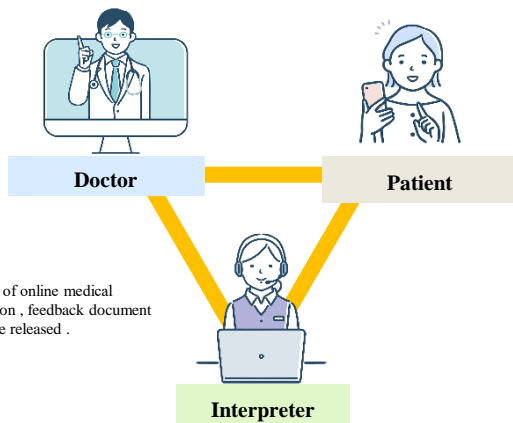 Doctor
Patient
of online medical
on , feedback document
e released .
Interpreter